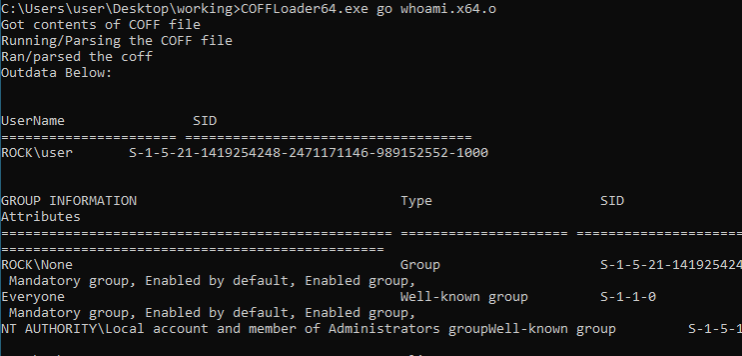 C:\Users\user\Desktop\working>COFFLoader64.exe go whoami.x64.o
Got contents of COFF file
Running/Parsing the COFF file
Ran/parsed the coff
Outdata Below:
UserName SID
====================== ====================================
ROCK\user S-1-5-21-1419254248-2471171146-989152552-1000
GROUP INFORMATION Type SID
Attributes
================================================= ===================== =====================
================================================
ROCK\None Group S-1-5-21-141925424
Mandatory group, Enabled by default, Enabled group,
Everyone Well-known group S-1-1-0
Mandatory group, Enabled by default, Enabled group,
NT AUTHORITY\Local account and member of Administrators groupWell-known group S-1-5-1